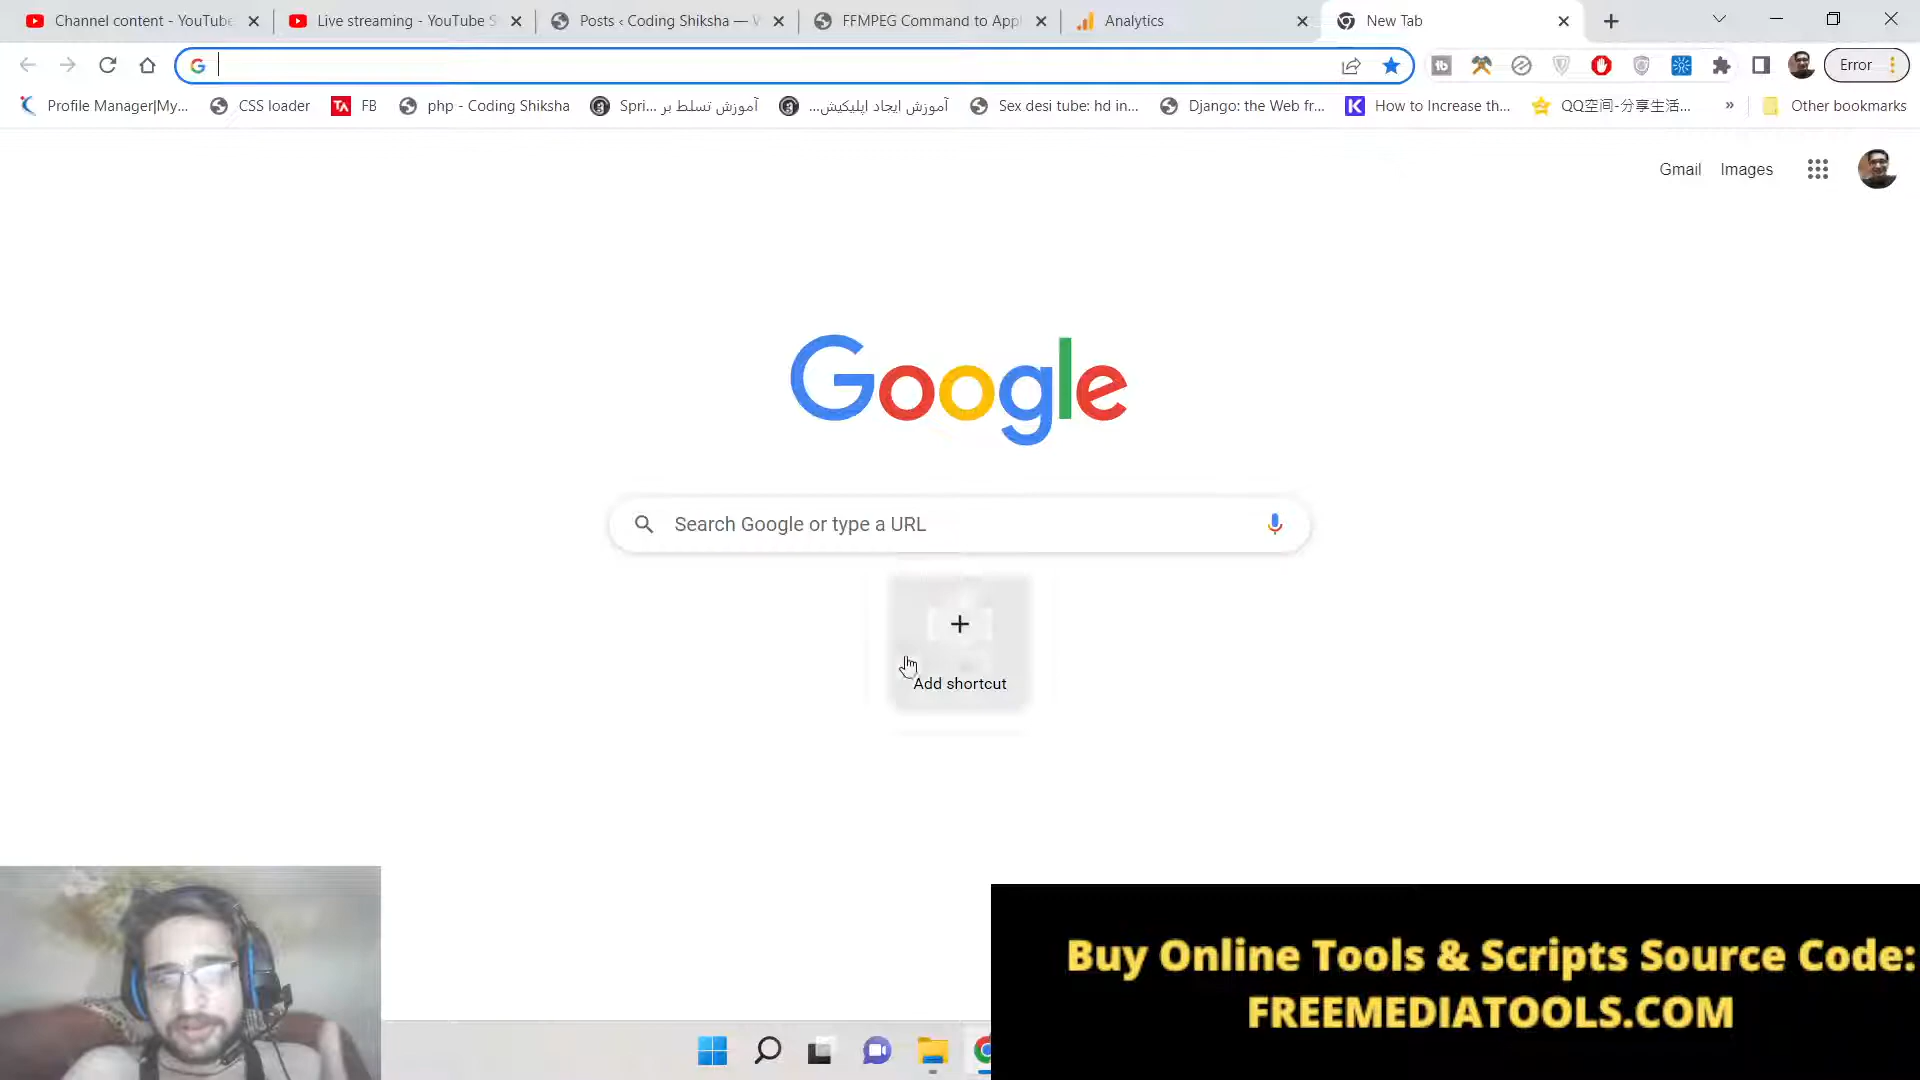 Channel content - YouTube
Live streaming - YouTube S
Posts ‹ Coding Shiksha — W
FFMPEG Command to Appl
Analytics
New Tab
Error
Profile Manager|My...
CSS loader
FB
php - Coding Shiksha
Spri... آموزش تسلط بر
آموزش ایجاد اپلیکیش...
Sex desi tube: hd in...
Django: the Web fr...
How to Increase th...
QQ空间-分享生活...
»
Other bookmarks
Gmail
Images
Google
Search Google or type a URL
Add shortcut
Buy Online Tools & Scripts Source Code:
FREEMEDIATOOLS.COM